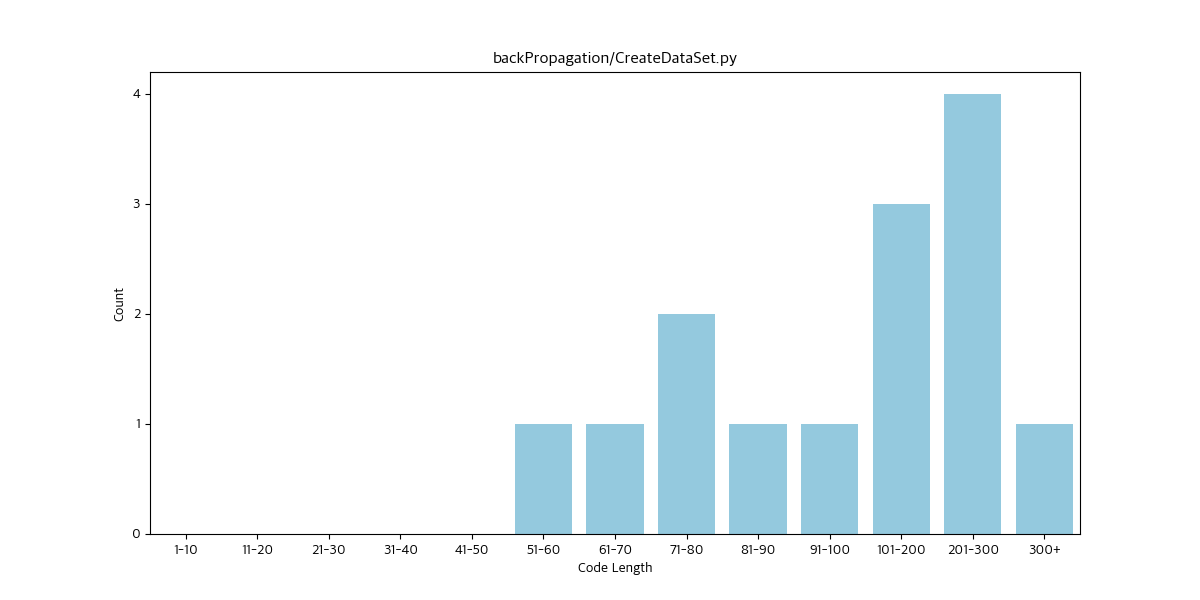 backPropagation/CreateDataSet.py
4
3
2
1
0
Count
1-10 11-20 21-30 31-40 41-50 51-60 61-70 71-80 81-90 91-100 101-200 201-300 300+
Code Length